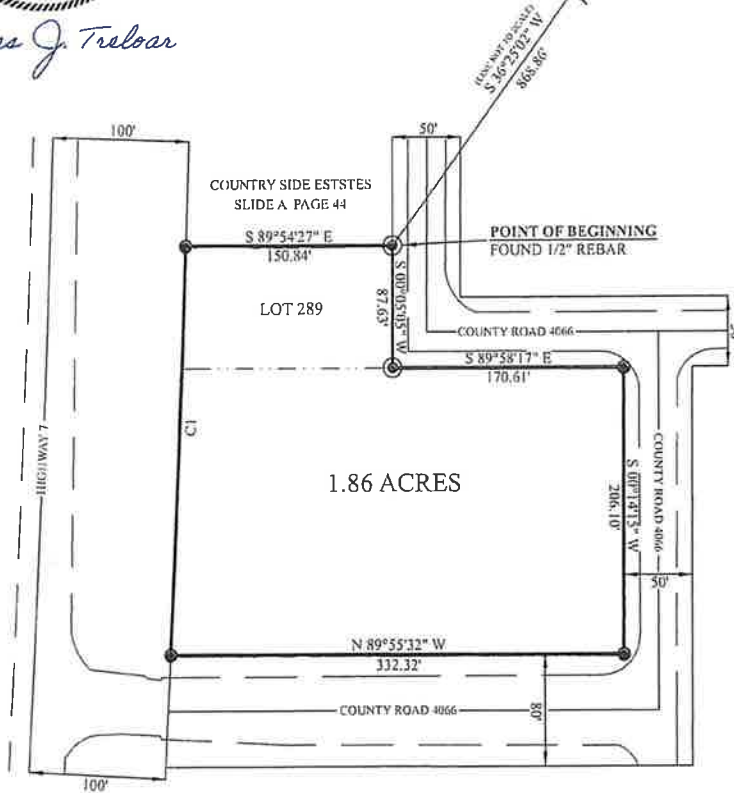 J. Treloar
(LINE NOT TO SCALE)
S 36°25'02" W
868.86'
100'
50'
COUNTRY SIDE ESTSTES
SLIDE A PAGE 44
S 89°54'27" E
150.84'
POINT OF BEGINNING
FOUND 1/2" REBAR
S 00°05'05" W
87.63'
LOT 289
COUNTY ROAD 4066
S 89°58'17" E
170.61'
HIGHWAY 7
C1
1.86 ACRES
S 00°14'13" W
206.10'
COUNTY ROAD 4066
50'
N 89°55'32" W
332.32'
COUNTY ROAD 4066
80'
100'